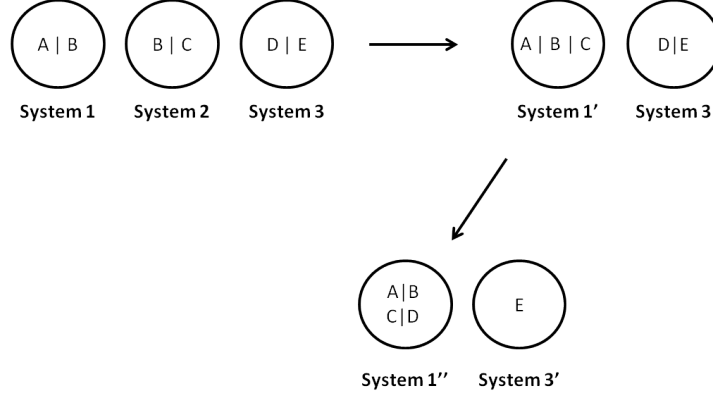 A | B B | C D | E A | B | C D|E
System 1 System 2 System 3 System 1′ System 3
A|B
C|D E
System 1′′ System 3′